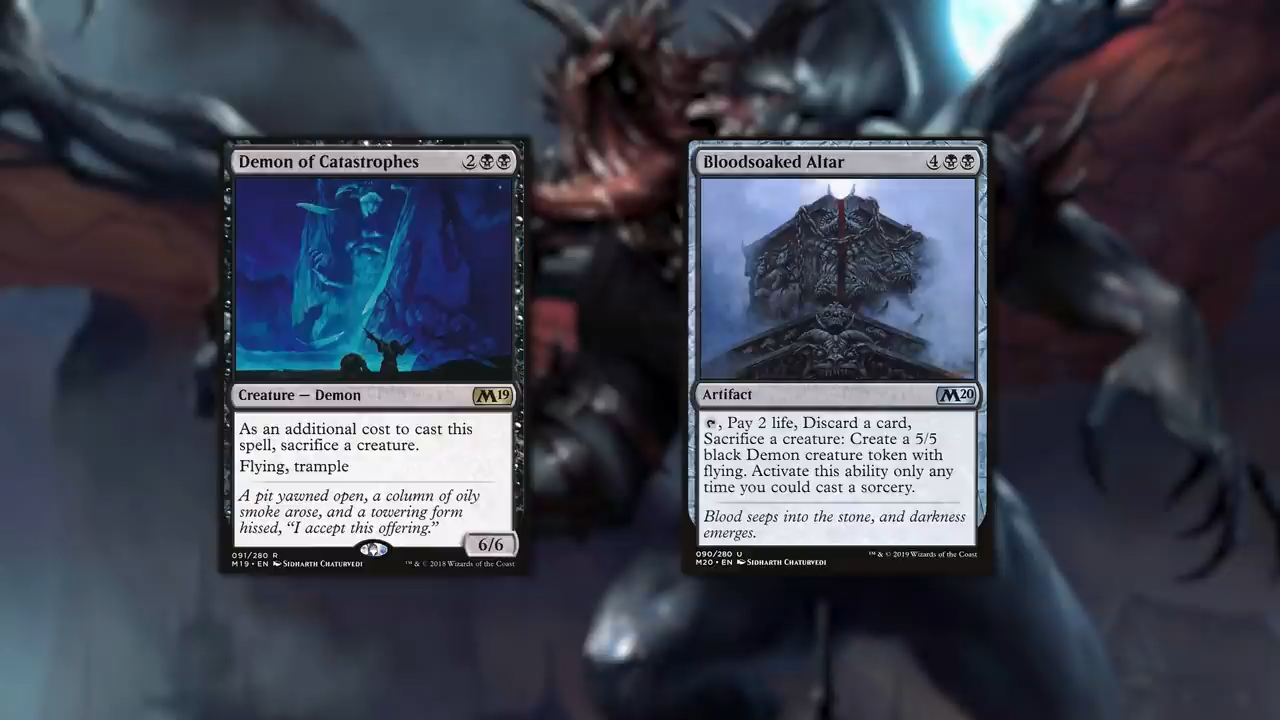 Demon of Catastrophes 2
Creature — Demon M19
As an additional cost to cast this
spell, sacrifice a creature.
Flying, trample
A pit yawned open, a column of oily
smoke arose, and a towering form
hissed, “I accept this offering.”
6/6
091/280 R
M19 • EN Sidharth Chaturvedi ™ & © 2018 Wizards of the Coast
Bloodsoaked Altar 4
Artifact M20
, Pay 2 life, Discard a card,
Sacrifice a creature: Create a 5/5
black Demon creature token with
flying. Activate this ability only any
time you could cast a sorcery.
Blood seeps into the stone, and darkness
emerges.
090/280 U ™ & © 2019 Wizards of the Coast
M20 • EN Sidharth Chaturvedi